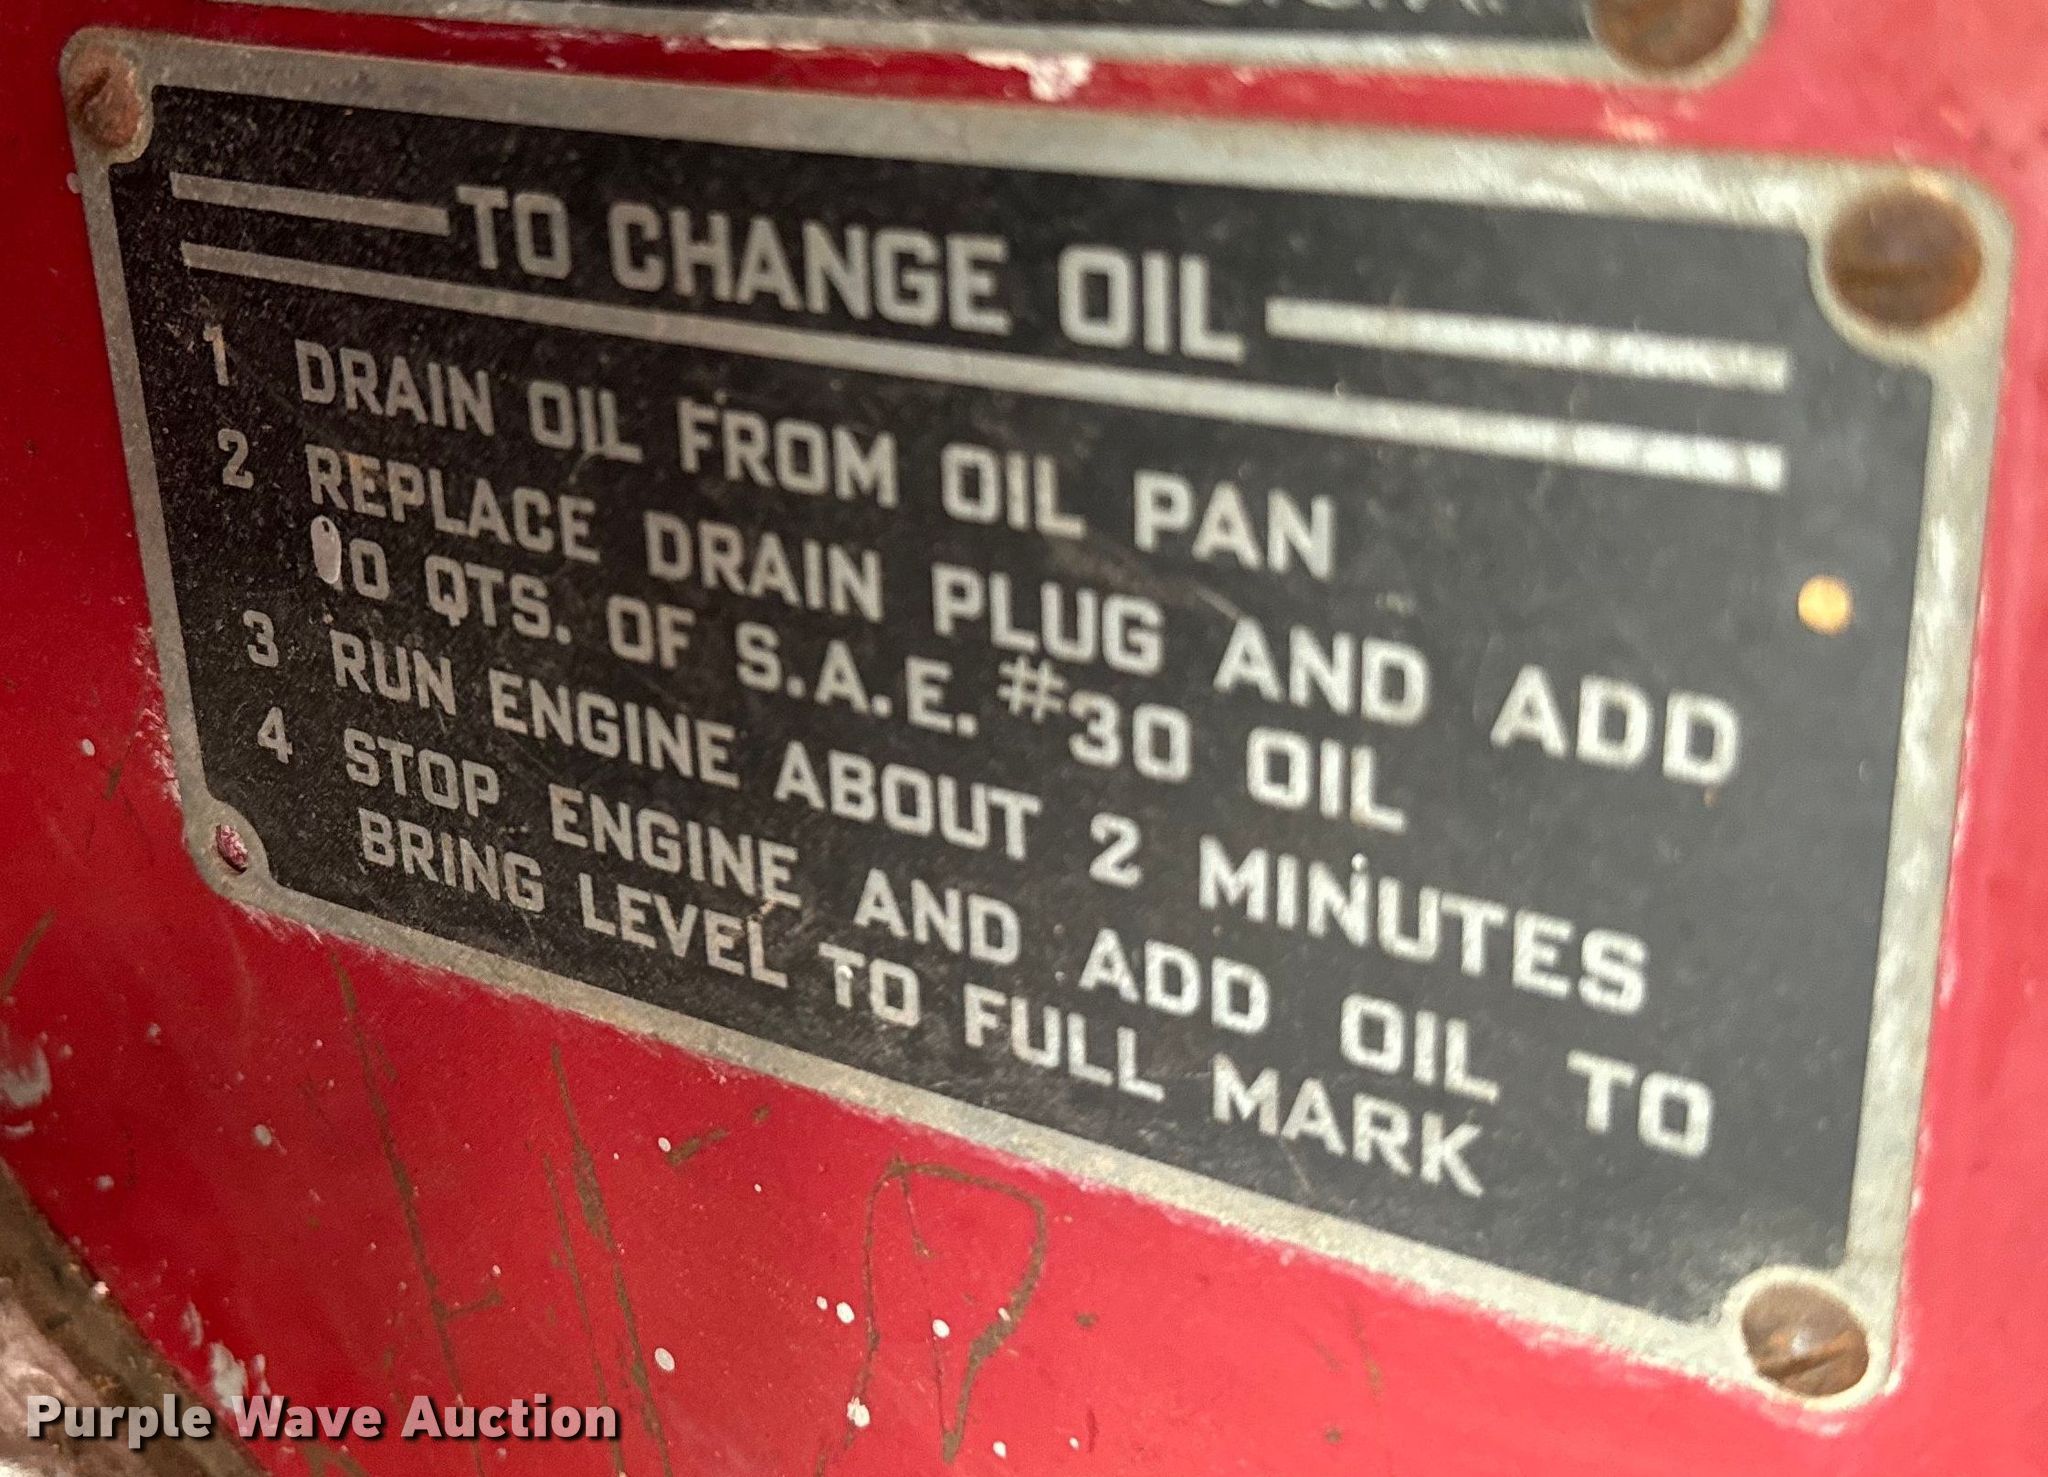 TO CHANGE OIL
1 DRAIN OIL FROM OIL PAN
2 REPLACE DRAIN PLUG AND ADD
10 QTS. OF S.A.E. #30 OIL
3 RUN ENGINE ABOUT 2 MINUTES
4 STOP ENGINE AND ADD OIL TO
BRING LEVEL TO FULL MARK
Purple Wave Auction